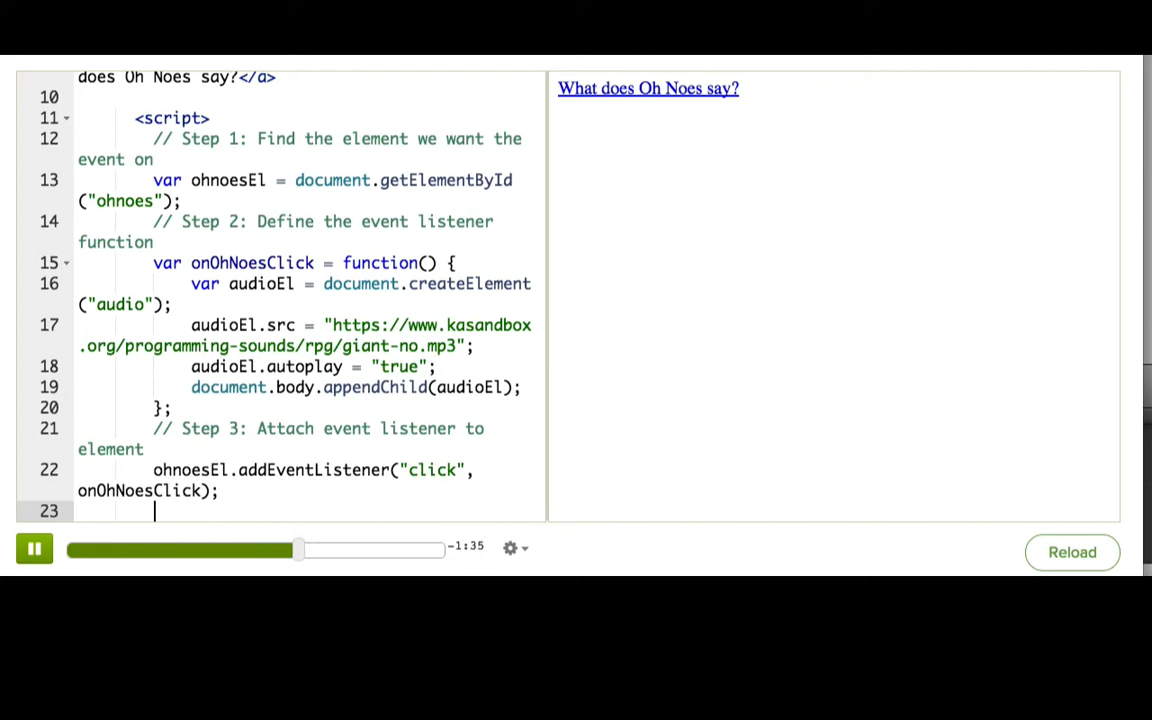 does Oh Noes say?</a>
10
11 <script>
12 // Step 1: Find the element we want the
event on
13 var ohnoesEl = document.getElementById
("ohnoes");
14 // Step 2: Define the event listener
function
15 var onOhNoesClick = function() {
16 var audioEl = document.createElement
("audio");
17 audioEl.src = "https://www.kasandbox
.org/programming-sounds/rpg/giant-no.mp3";
18 audioEl.autoplay = "true";
19 document.body.appendChild(audioEl);
20 };
21 // Step 3: Attach event listener to
element
22 ohnoesEl.addEventListener("click",
onOhNoesClick);
23
What does Oh Noes say?
-1:35
Reload